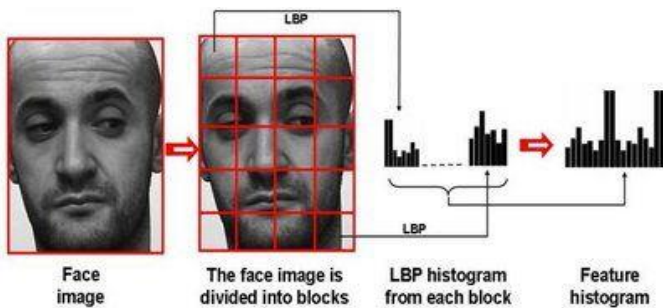 LBP
LBP
Face
image
The face image is
divided into blocks
LBP histogram
from each block
Feature
histogram